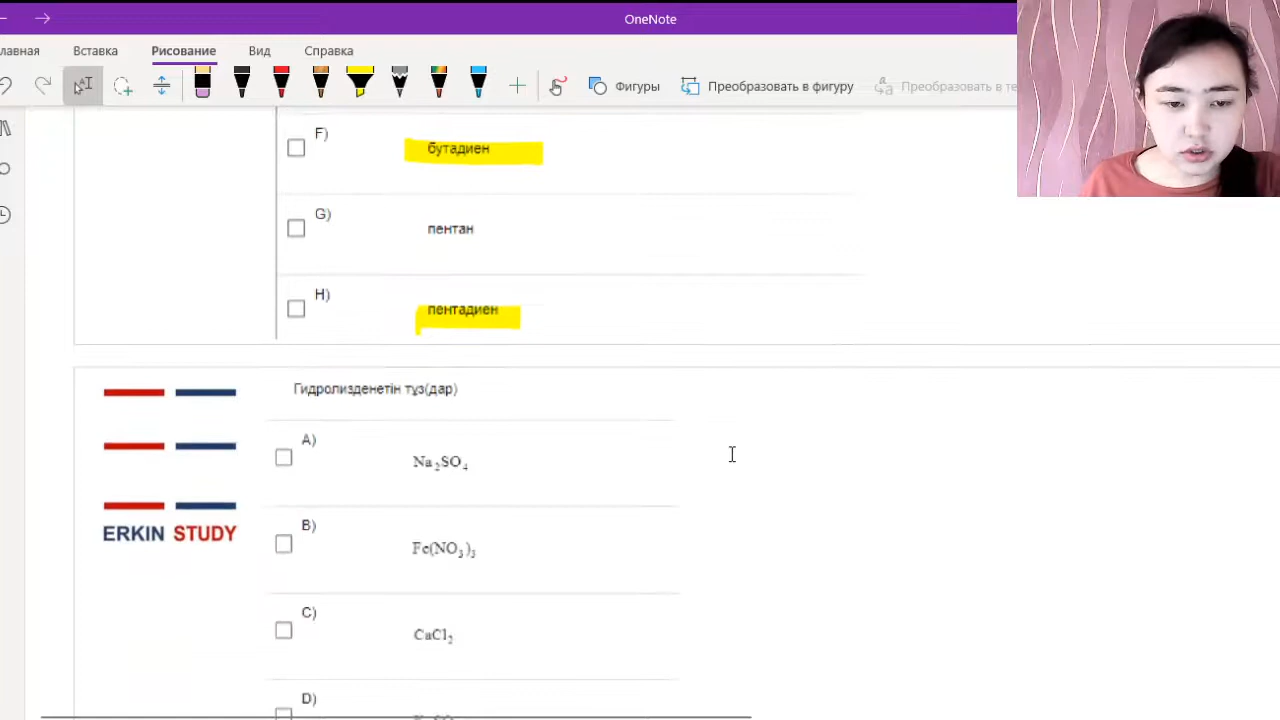 OneNote
лавная Вставка Рисование Вид Справка
Фигуры Преобразовать в фигуру Преобразовать в те
F)
бутадиен
G)
пентан
H)
пентадиен
Гидролизденетін тұз(дар)
A)
Na₂SO₄
B)
Fe(NO₃)₃
ERKIN STUDY
C)
CaCl₂
D)